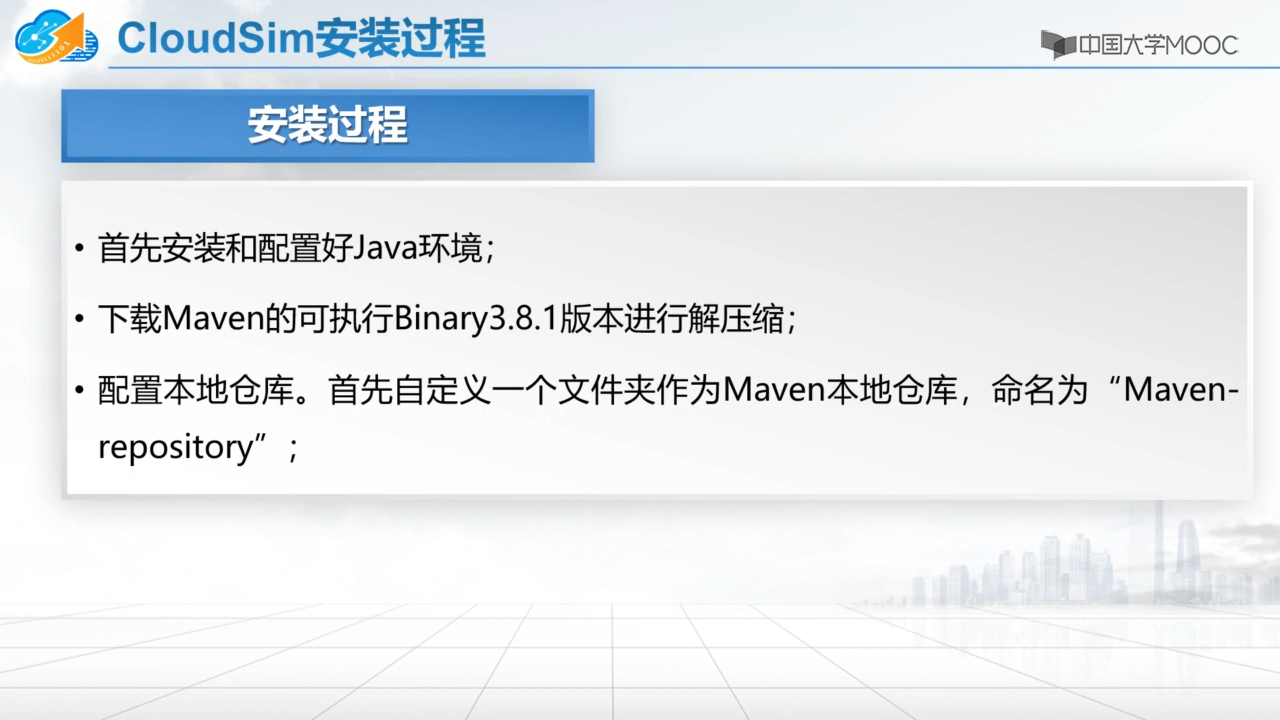 CloudSim安装过程
中国大学MOOC
安装过程
• 首先安装和配置好Java环境；
• 下载Maven的可执行Binary3.8.1版本进行解压缩；
• 配置本地仓库。首先自定义一个文件夹作为Maven本地仓库，命名为“Maven-
repository”；